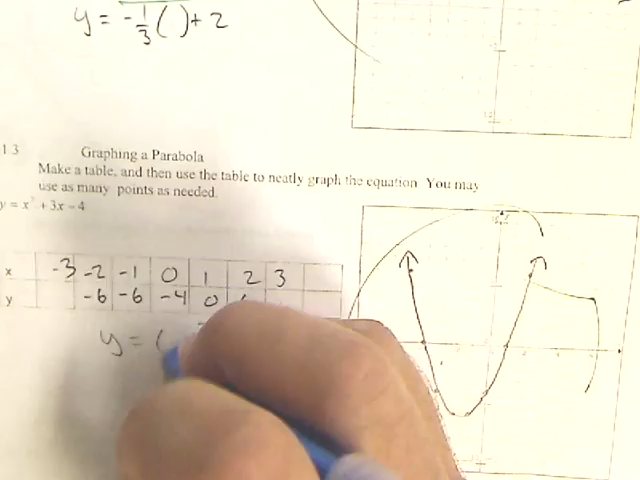 y = -1/3 ( ) + 2
1 3 Graphing a Parabola
Make a table, and then use the table to neatly graph the equation You may
use as many points as needed.
y = x² + 3x - 4
x -3 -2 -1 0 1 2 3
y -6 -6 -4 0
y = (